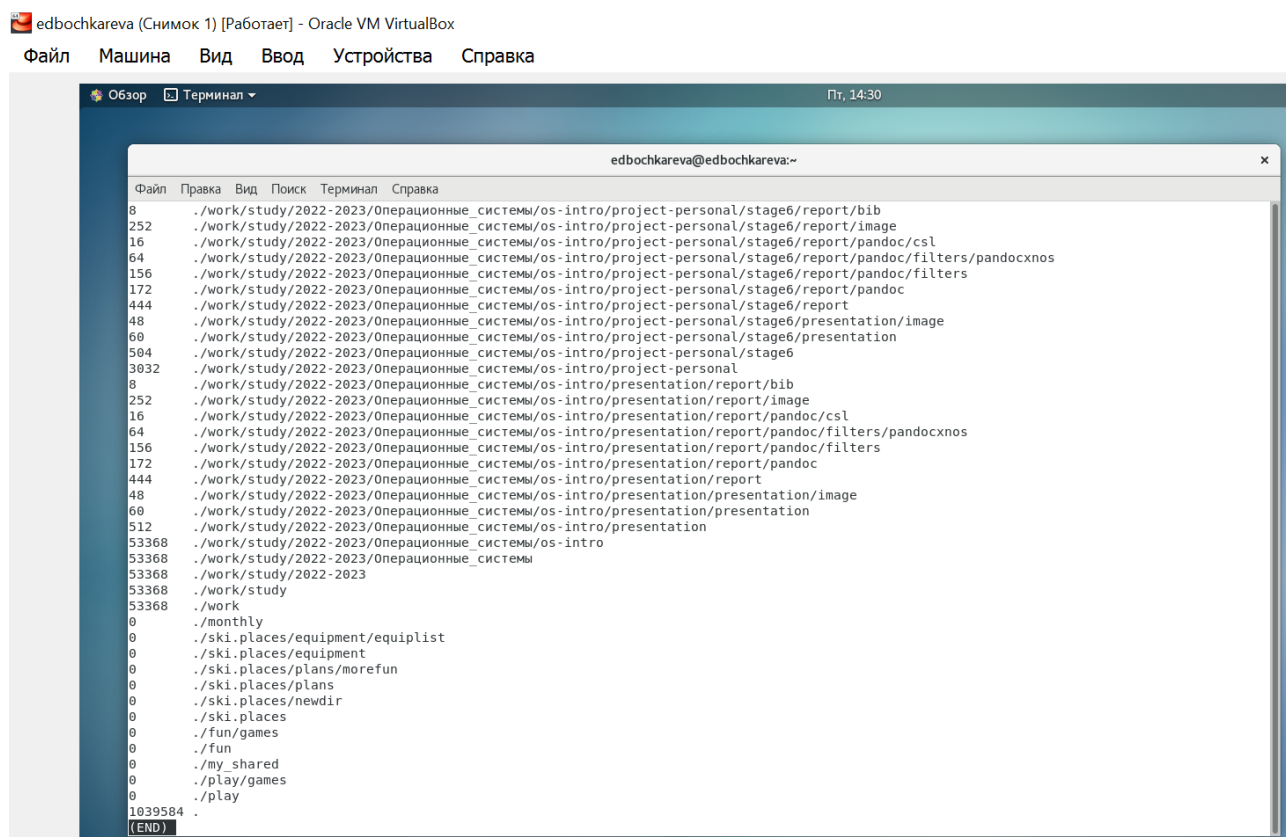 edbochkareva (Снимок 1) [Работает] - Oracle VM VirtualBox
Файл Машина Вид Ввод Устройства Справка
Обзор Терминал Пт, 14:30
edbochkareva@edbochkareva:~ ×
Файл Правка Вид Поиск Терминал Справка
8 ./work/study/2022-2023/Операционные_системы/os-intro/project-personal/stage6/report/bib
252 ./work/study/2022-2023/Операционные_системы/os-intro/project-personal/stage6/report/image
16 ./work/study/2022-2023/Операционные_системы/os-intro/project-personal/stage6/report/pandoc/csl
64 ./work/study/2022-2023/Операционные_системы/os-intro/project-personal/stage6/report/pandoc/filters/pandocxnos
156 ./work/study/2022-2023/Операционные_системы/os-intro/project-personal/stage6/report/pandoc/filters
172 ./work/study/2022-2023/Операционные_системы/os-intro/project-personal/stage6/report/pandoc
444 ./work/study/2022-2023/Операционные_системы/os-intro/project-personal/stage6/report
48 ./work/study/2022-2023/Операционные_системы/os-intro/project-personal/stage6/presentation/image
60 ./work/study/2022-2023/Операционные_системы/os-intro/project-personal/stage6/presentation
504 ./work/study/2022-2023/Операционные_системы/os-intro/project-personal/stage6
3032 ./work/study/2022-2023/Операционные_системы/os-intro/project-personal
8 ./work/study/2022-2023/Операционные_системы/os-intro/presentation/report/bib
252 ./work/study/2022-2023/Операционные_системы/os-intro/presentation/report/image
16 ./work/study/2022-2023/Операционные_системы/os-intro/presentation/report/pandoc/csl
64 ./work/study/2022-2023/Операционные_системы/os-intro/presentation/report/pandoc/filters/pandocxnos
156 ./work/study/2022-2023/Операционные_системы/os-intro/presentation/report/pandoc/filters
172 ./work/study/2022-2023/Операционные_системы/os-intro/presentation/report/pandoc
444 ./work/study/2022-2023/Операционные_системы/os-intro/presentation/report
48 ./work/study/2022-2023/Операционные_системы/os-intro/presentation/presentation/image
60 ./work/study/2022-2023/Операционные_системы/os-intro/presentation/presentation
512 ./work/study/2022-2023/Операционные_системы/os-intro/presentation
53368 ./work/study/2022-2023/Операционные_системы/os-intro
53368 ./work/study/2022-2023/Операционные_системы
53368 ./work/study/2022-2023
53368 ./work/study
53368 ./work
0 ./monthly
0 ./ski.places/equipment/equiplist
0 ./ski.places/equipment
0 ./ski.places/plans/morefun
0 ./ski.places/plans
0 ./ski.places/newdir
0 ./ski.places
0 ./fun/games
0 ./fun
0 ./my_shared
0 ./play/games
0 ./play
1039584 .
(END)